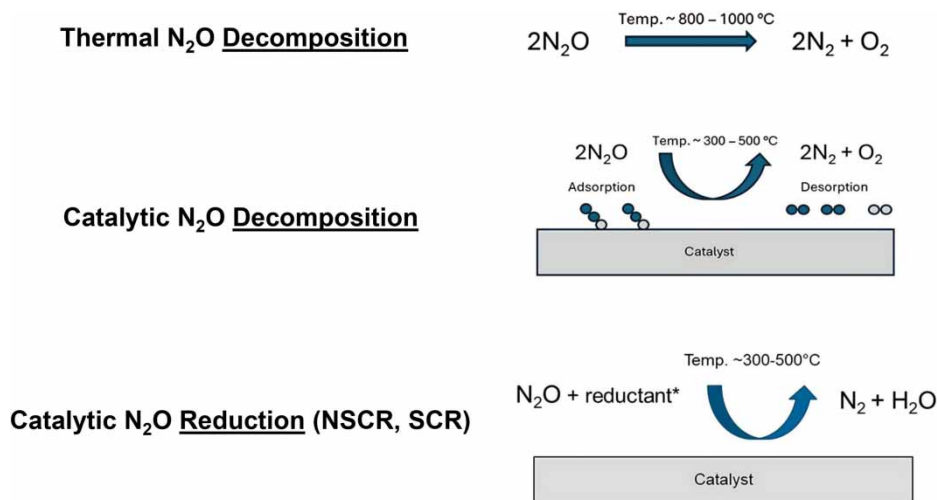 Thermal N₂O Decomposition
Temp. ~ 800 – 1000 ºC
2N₂O
2N₂ + O₂
Catalytic N₂O Decomposition
Temp. ~ 300 – 500 ºC
2N₂O
2N₂ + O₂
Adsorption
Desorption
Catalyst
Catalytic N₂O Reduction (NSCR, SCR)
Temp. ~300-500°C
N₂O + reductant*
N₂ + H₂O
Catalyst